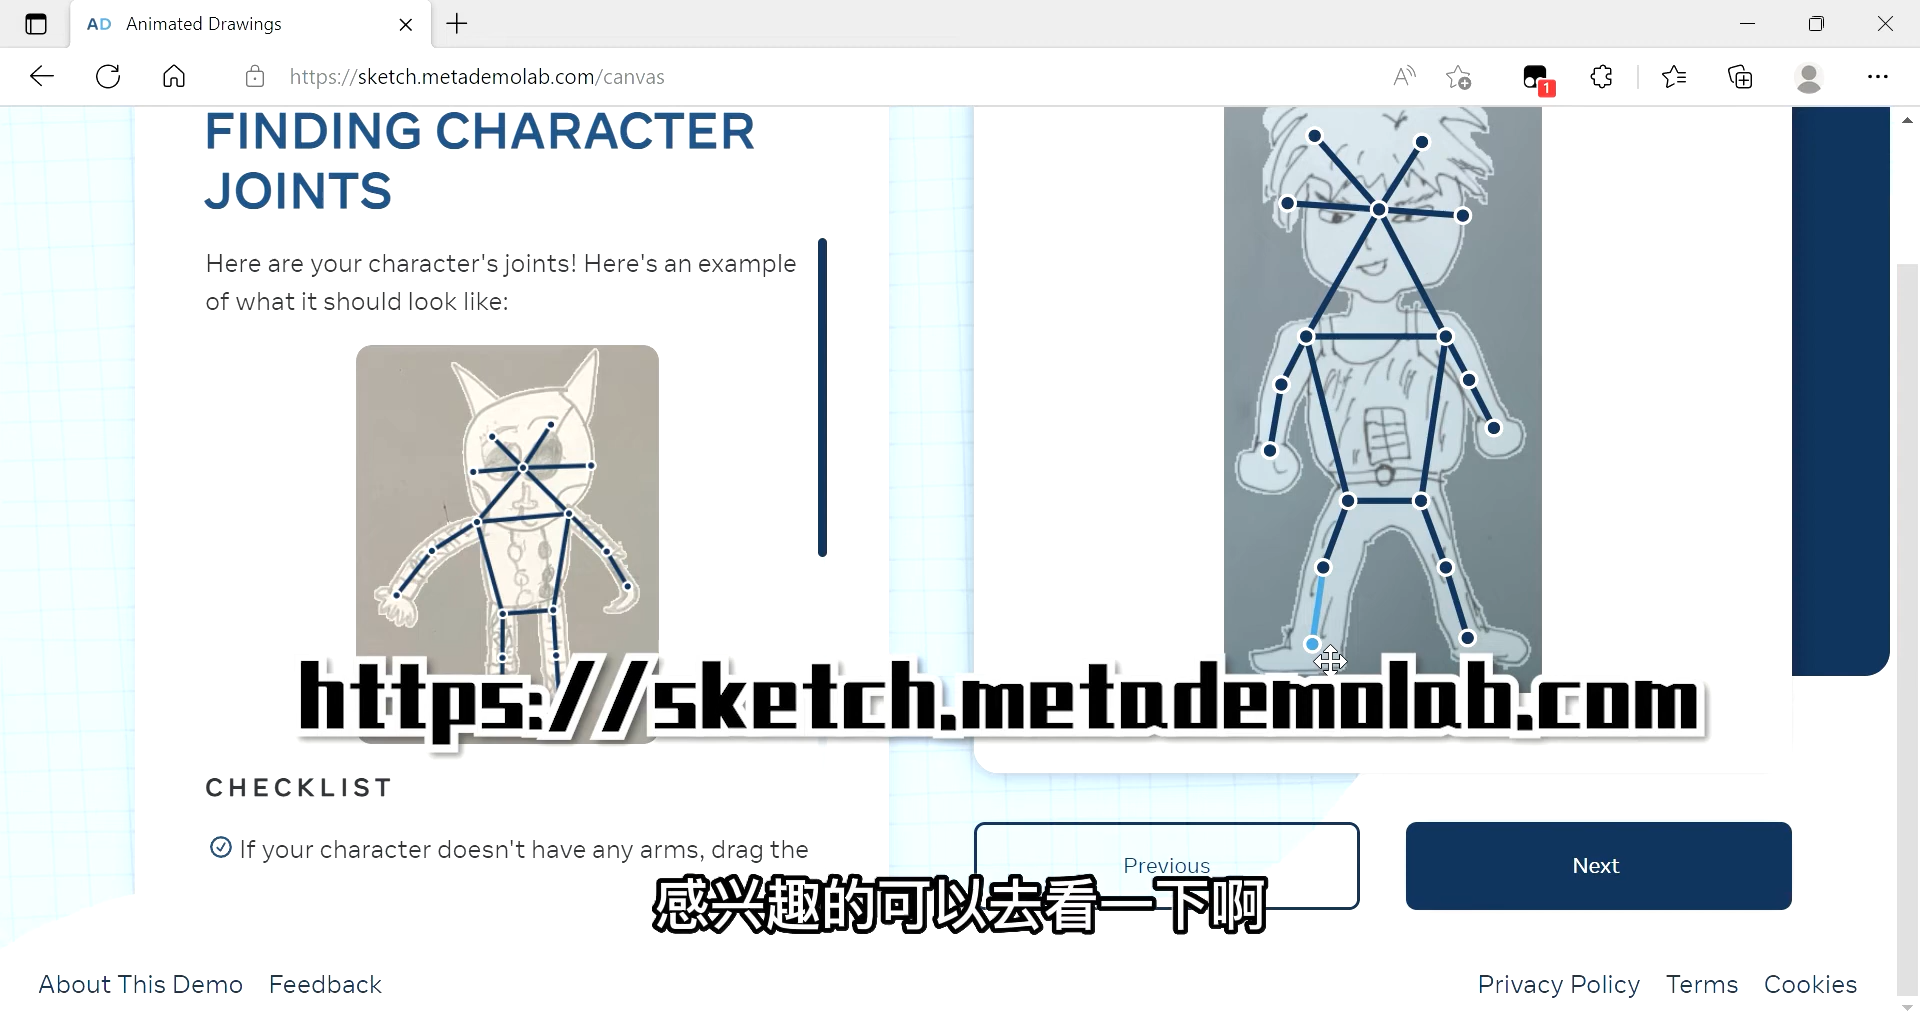 AD Animated Drawings
https://sketch.metademolab.com/canvas
1
FINDING CHARACTER
JOINTS
Here are your character's joints! Here's an example
of what it should look like:
https://sketch.metademolab.com
CHECKLIST
If your character doesn't have any arms, drag the
Previous
Next
感兴趣的可以去看一下啊
About This Demo
Feedback
Privacy Policy
Terms
Cookies